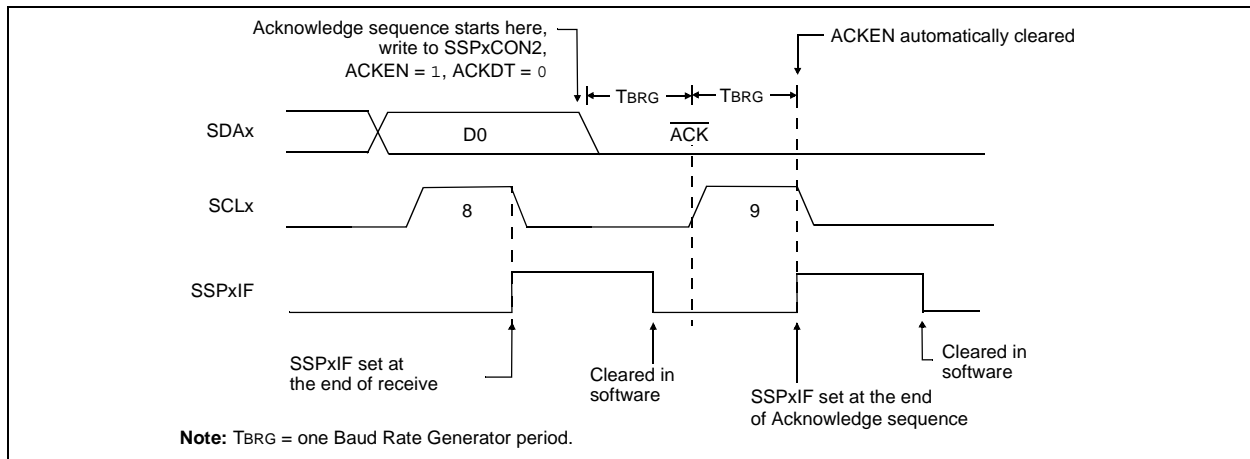 Acknowledge sequence starts here,
write to SSPxCON2,
ACKEN = 1, ACKDT = 0
ACKEN automatically cleared
TBRG
TBRG
SDAx
D0
ACK
SCLx
8
9
SSPxIF
SSPxIF set at
the end of receive
Cleared in
software
SSPxIF set at the end
of Acknowledge sequence
Cleared in
software
Note: TBRG = one Baud Rate Generator period.